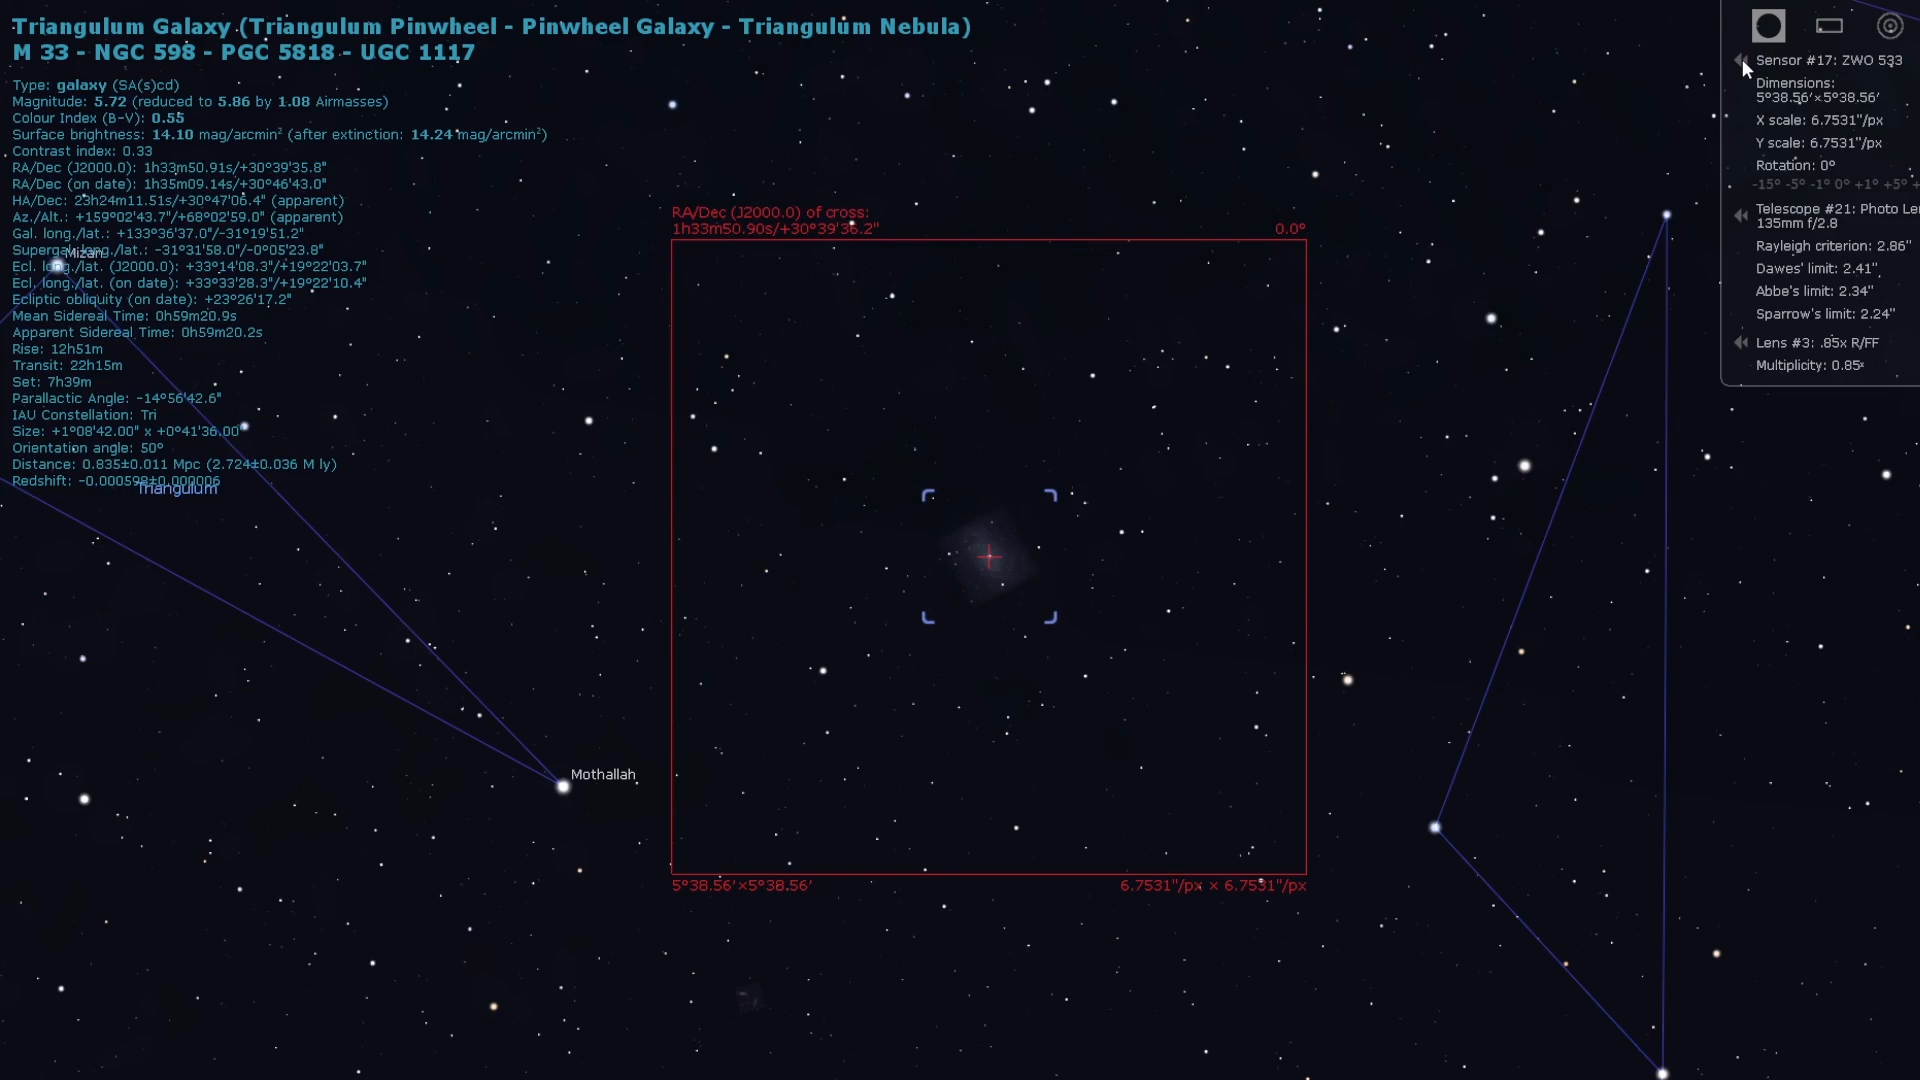 Triangulum Galaxy (Triangulum Pinwheel - Pinwheel Galaxy - Triangulum Nebula)
M 33 - NGC 598 - PGC 5818 - UGC 1117
Type: galaxy (SA(s)cd)
Magnitude: 5.72 (reduced to 5.86 by 1.08 Airmasses)
Colour Index (B-V): 0.55
Surface brightness: 14.10 mag/arcmin² (after extinction: 14.24 mag/arcmin²)
Contrast index: 0.33
RA/Dec (J2000.0): 1h33m50.91s/+30°39'35.8"
RA/Dec (on date): 1h35m09.14s/+30°46'43.0"
HA/Dec: 23h24m11.51s/+30°47'06.4" (apparent)
Az./Alt.: +159°02'43.7"/+68°02'59.0" (apparent)
Gal. long./lat.: +133°36'37.0"/-31°19'51.2"
Supergal. long./lat.: -31°31'58.0"/-0°05'23.8"
Mizan
Ecl. long./lat. (J2000.0): +33°14'08.3"/+19°22'03.7"
Ecl. long./lat. (on date): +33°33'28.3"/+19°22'10.4"
Ecliptic obliquity (on date): +23°26'17.2"
Mean Sidereal Time: 0h59m20.9s
Apparent Sidereal Time: 0h59m20.2s
Rise: 12h51m
Transit: 22h15m
Set: 7h39m
Parallactic Angle: -14°56'42.6"
IAU Constellation: Tri
Size: +1°08'42.00" x +0°41'36.00"
Orientation angle: 50°
Distance: 0.835±0.011 Mpc (2.724±0.036 M ly)
Redshift: -0.000598±0.000006
Triangulum
Mothallah
RA/Dec (J2000.0) of cross:
1h33m50.90s/+30°39'36.2"
0.0°
5°38.56'×5°38.56'
6.7531"/px × 6.7531"/px
Sensor #17: ZWO 533
Dimensions:
5°38.56'×5°38.56'
X scale: 6.7531"/px
Y scale: 6.7531"/px
Rotation: 0°
-15° -5° -1° 0° +1° +5° +
Telescope #21: Photo Le
135mm f/2.8
Rayleigh criterion: 2.86"
Dawes' limit: 2.41"
Abbe's limit: 2.34"
Sparrow's limit: 2.24"
Lens #3: .85x R/FF
Multiplicity: 0.85×